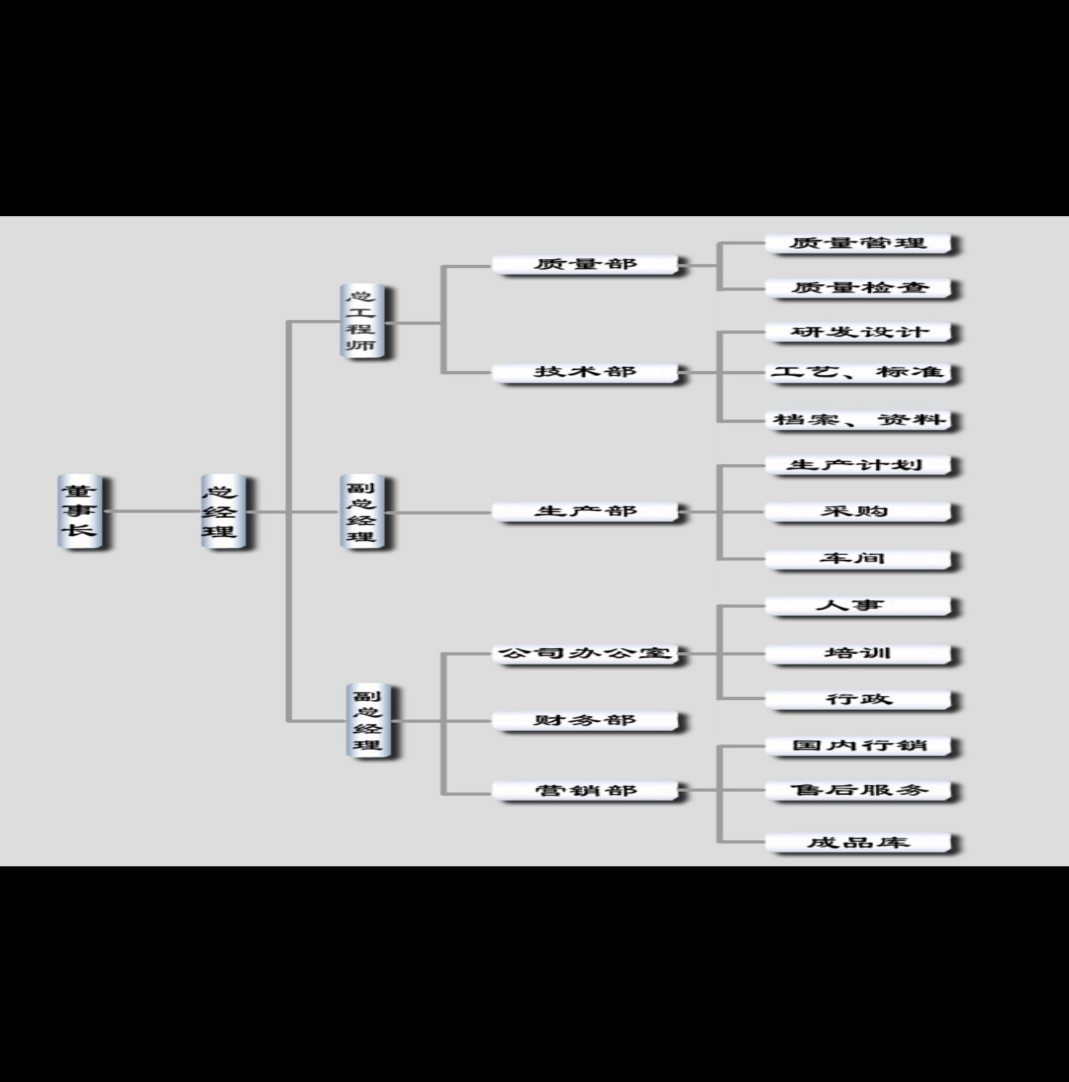 董事长
总经理
总工程师
副总经理
副总经理
质量部
技术部
生产部
公司办公室
财务部
营销部
质量管理
质量检查
研发设计
工艺、标准
档案、资料
生产计划
采购
车间
人事
培训
行政
国内行销
售后服务
成品库